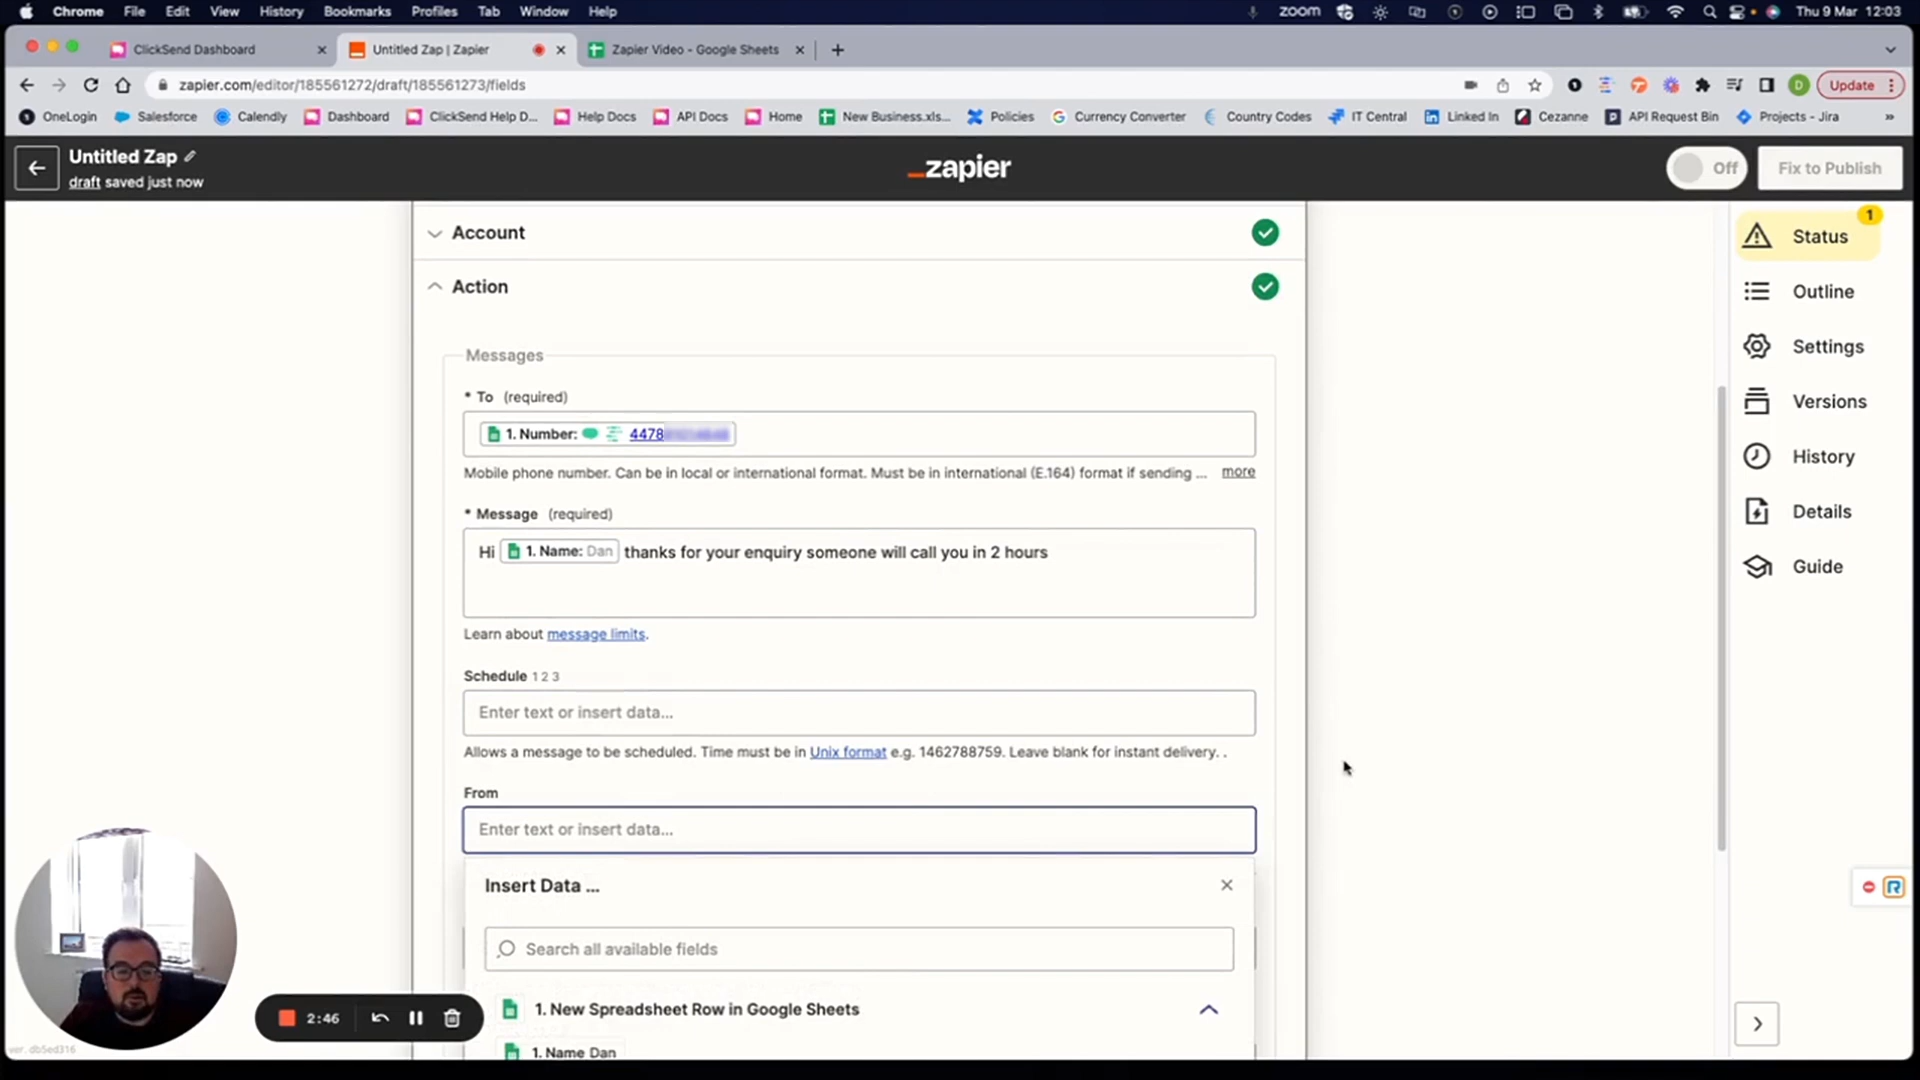 Chrome File Edit View History Bookmarks Profiles Tab Window Help zoom Thu 9 Mar 12:03
ClickSend Dashboard Untitled Zap | Zapier Zapier Video - Google Sheets
zapier.com/editor/185561272/draft/185561273/fields D Update
OneLogin Salesforce Calendly Dashboard ClickSend Help D... Help Docs API Docs Home New Business.xls... Policies Currency Converter Country Codes IT Central Linked In Cezanne API Request Bin Projects - Jira »
Untitled Zap
draft saved just now
_zapier
Off Fix to Publish
Account
Action
Messages
* To (required)
1. Number: 4478
Mobile phone number. Can be in local or international format. Must be in international (E.164) format if sending ... more
* Message (required)
Hi 1. Name: Dan thanks for your enquiry someone will call you in 2 hours
Learn about message limits.
Schedule 1 2 3
Enter text or insert data...
Allows a message to be scheduled. Time must be in Unix format e.g. 1462788759. Leave blank for instant delivery. .
From
Enter text or insert data...
Insert Data ...
Search all available fields
1. New Spreadsheet Row in Google Sheets
1. Name Dan
1
Status
Outline
Settings
Versions
History
Details
Guide
R
2:46
ver. db5ed316